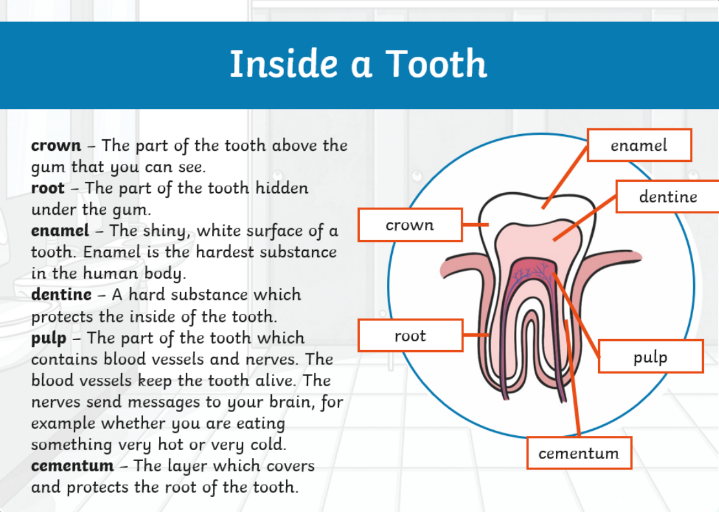 Inside a Tooth
crown – The part of the tooth above the
gum that you can see.
root – The part of the tooth hidden
under the gum.
enamel – The shiny, white surface of a
tooth. Enamel is the hardest substance
in the human body.
dentine – A hard substance which
protects the inside of the tooth.
pulp – The part of the tooth which
contains blood vessels and nerves. The
blood vessels keep the tooth alive. The
nerves send messages to your brain, for
example whether you are eating
something very hot or very cold.
cementum – The layer which covers
and protects the root of the tooth.
enamel
dentine
crown
root
pulp
cementum